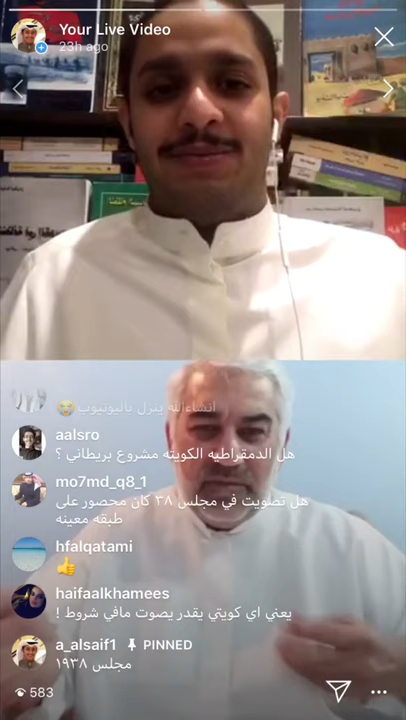 Your Live Video
23h ago
انشاءالله ينزل باليوتيوب😭
aalsro
هل الدمقراطيه الكويته مشروع بريطاني ؟
mo7md_q8_1
هل تصويت في مجلس ٣٨ كان محصور على
طبقه معينه
hfalqatami
👍
haifaalkhamees
يعني اي كويتي يقدر يصوت مافي شروط !
a_alsaif1 PINNED
مجلس ١٩٣٨
583